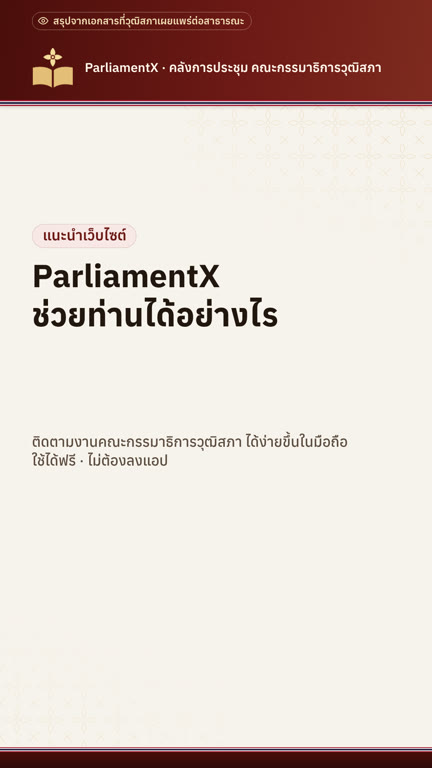 สรุปจากเอกสารที่วุฒิสภาเผยแพร่ต่อสาธารณะ
ParliamentX · คลังการประชุม คณะกรรมาธิการวุฒิสภา
แนะนำเว็บไซต์
ParliamentX
ช่วยท่านได้อย่างไร
ติดตามงานคณะกรรมาธิการวุฒิสภา ได้ง่ายขึ้นในมือถือ
ใช้ได้ฟรี · ไม่ต้องลงแอป